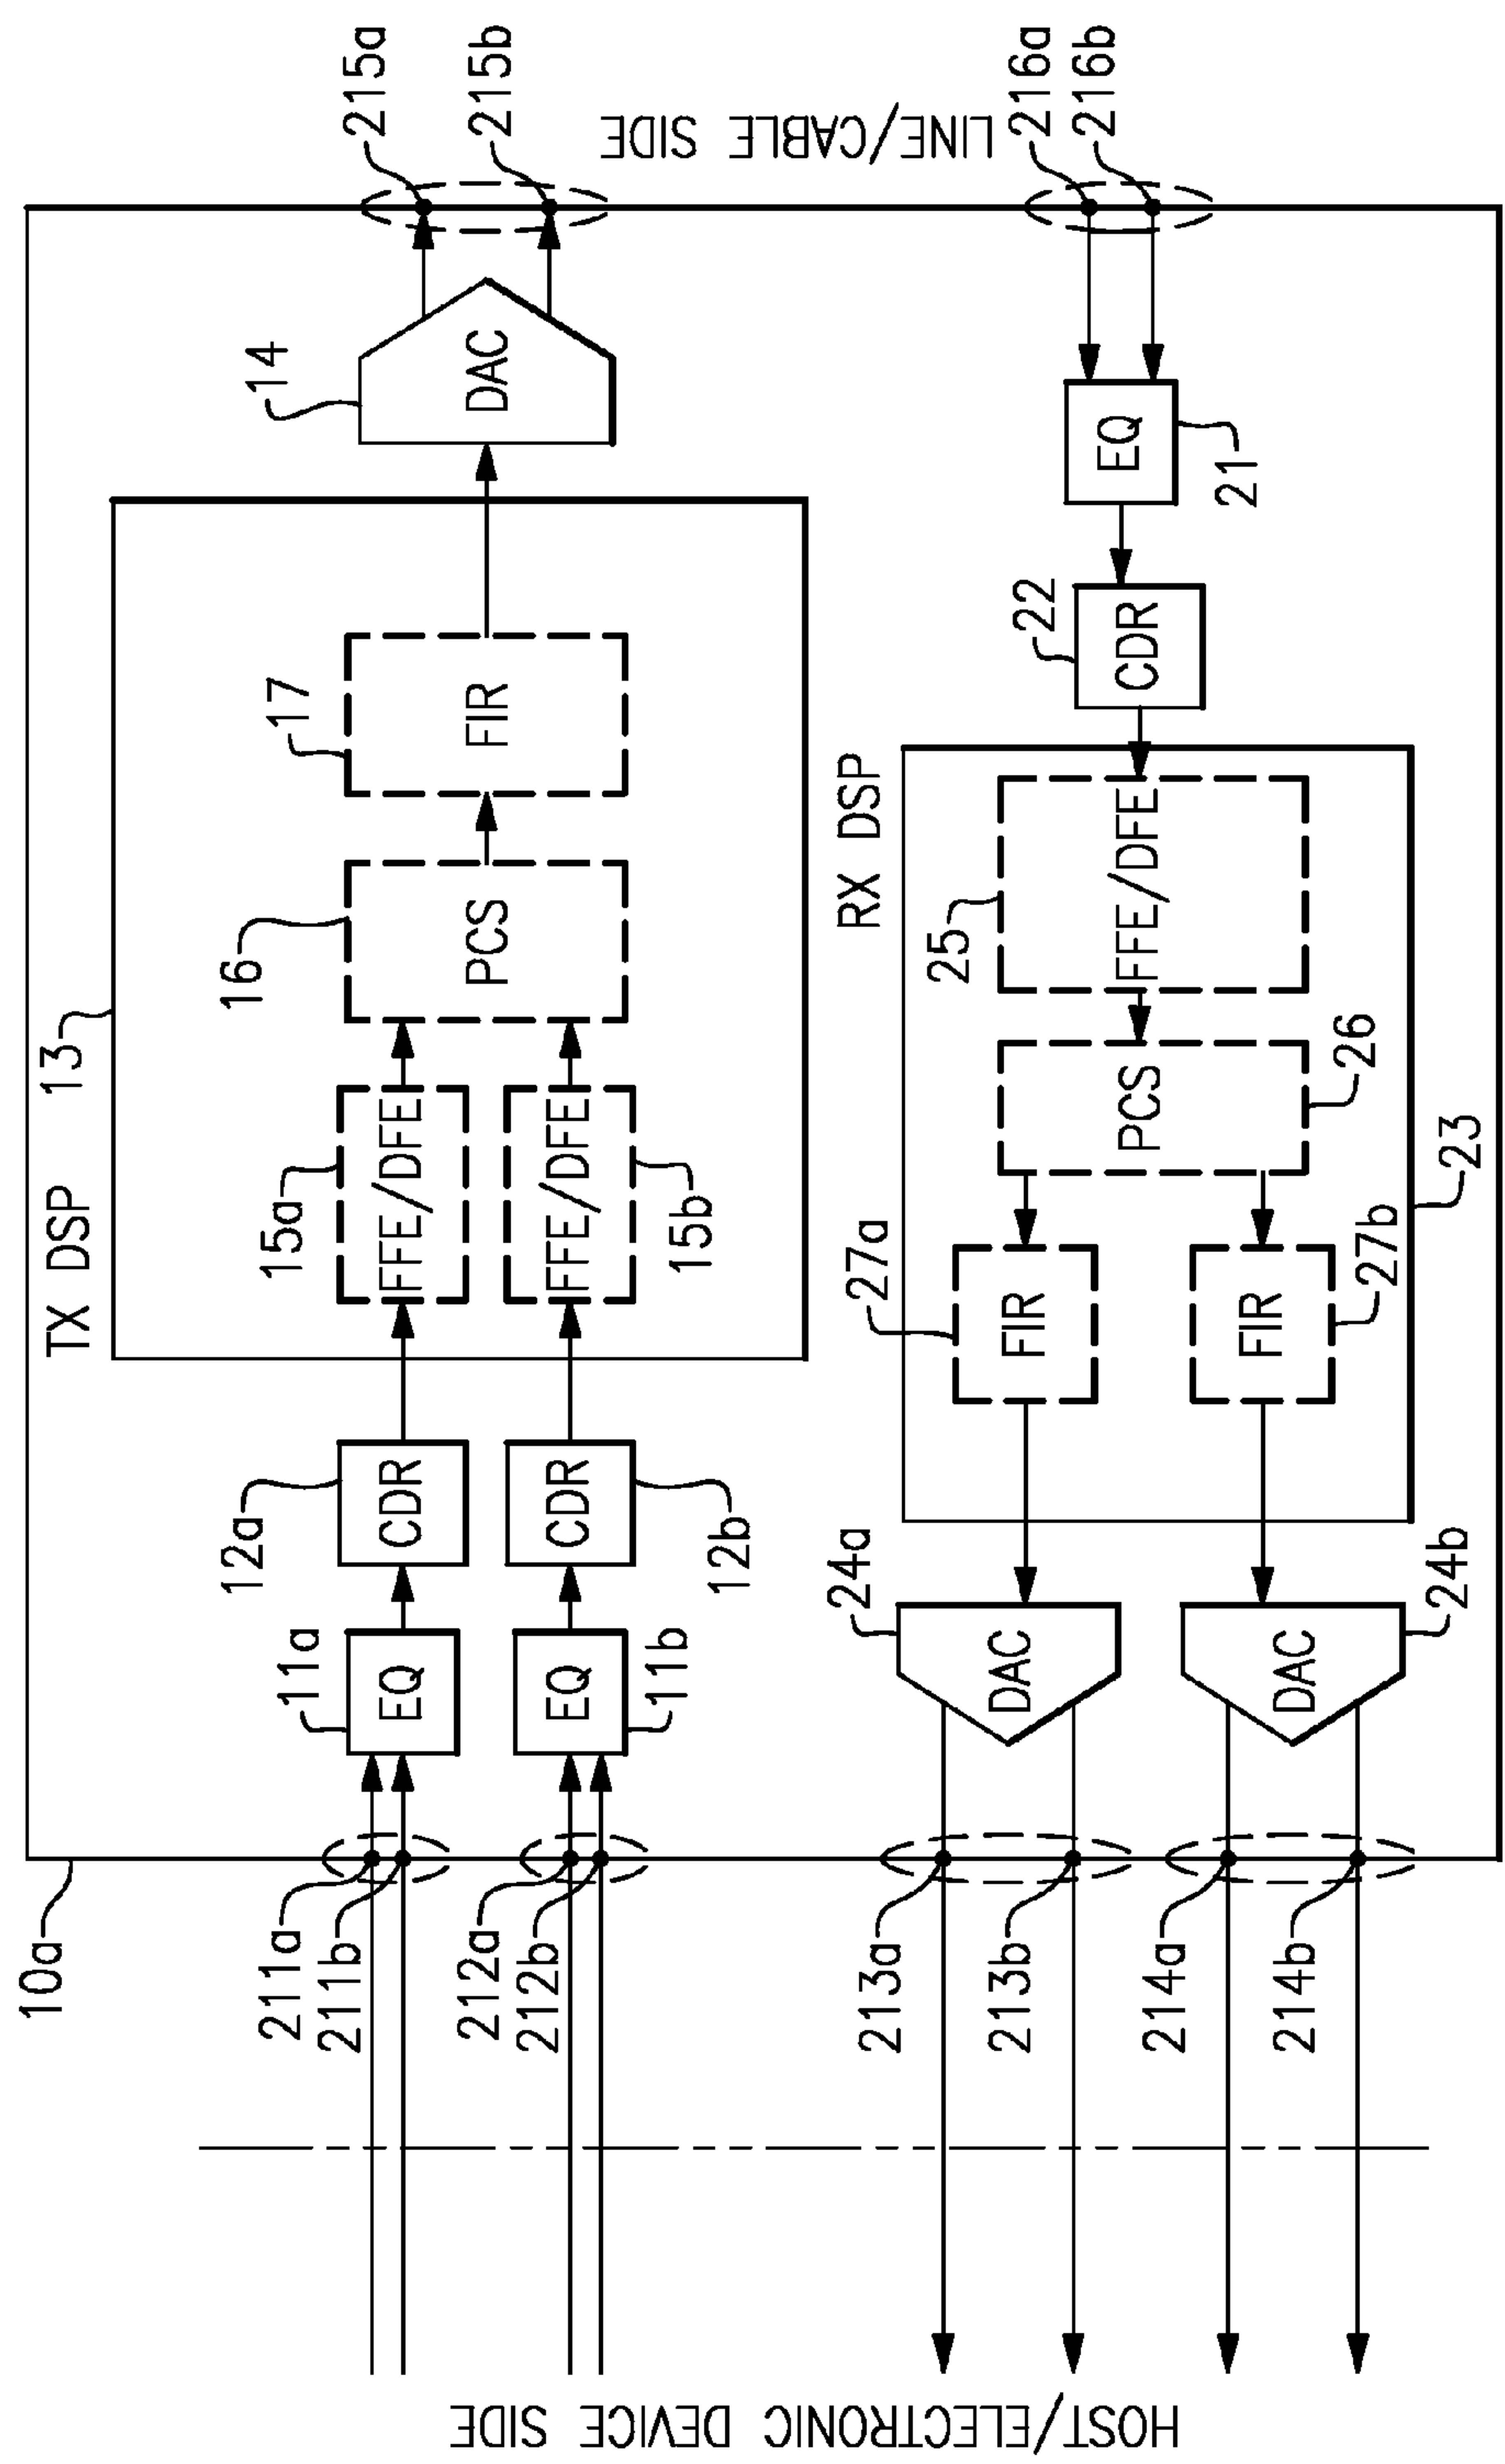 10a
TX DSP
13
211a
211b
11a
EQ
12a
CDR
15a
FFE/DFE
16
PCS
17
FIR
14
DAC
215a
215b
212a
212b
EQ
11b
CDR
12b
FFE/DFE
15b
HOST/ELECTRONIC DEVICE SIDE
LINE/CABLE SIDE
RX DSP
213a
213b
24a
DAC
27a
FIR
25
FFE/DFE
PCS
26
22
CDR
EQ
21
216a
216b
214a
214b
DAC
24b
FIR
27b
23